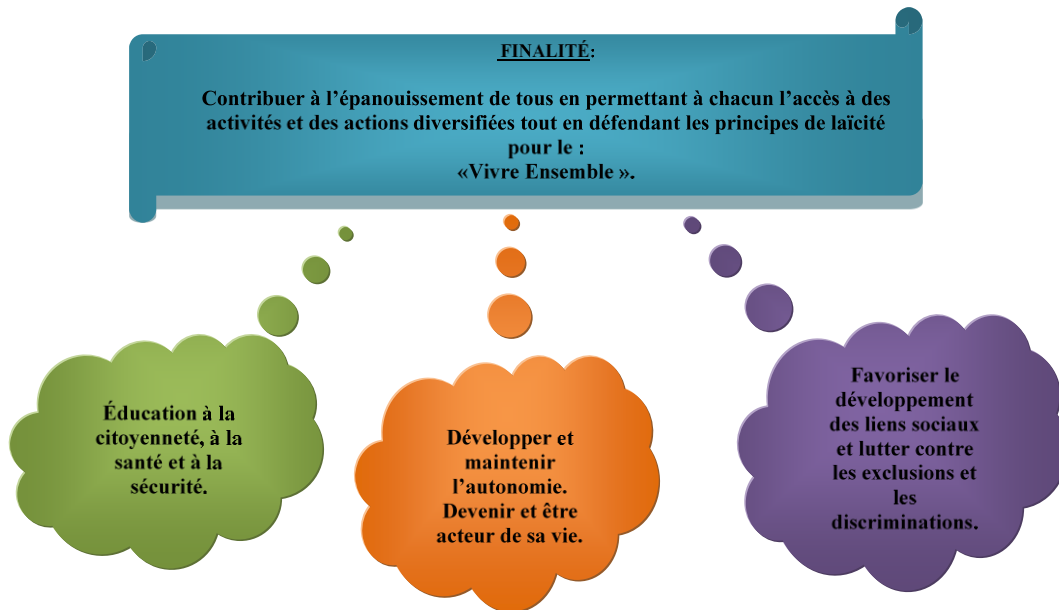 FINALITÉ:
Contribuer à l’épanouissement de tous en permettant à chacun l’accès à des
activités et des actions diversifiées tout en défendant les principes de laïcité
pour le :
«Vivre Ensemble ».
Éducation à la
citoyenneté, à la
santé et à la
sécurité.
Développer et
maintenir
l’autonomie.
Devenir et être
acteur de sa vie.
Favoriser le
développement
des liens sociaux
et lutter contre
les exclusions et
les
discriminations.